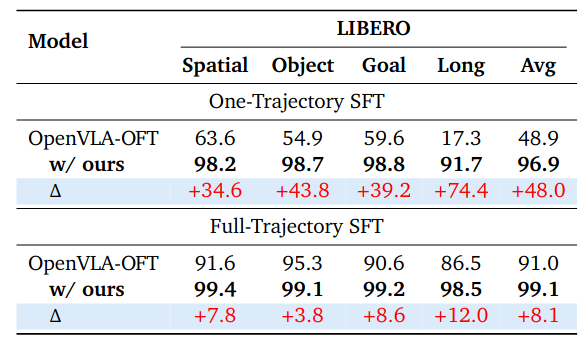 Model LIBERO
Spatial Object Goal Long Avg
One-Trajectory SFT
OpenVLA-OFT 63.6 54.9 59.6 17.3 48.9
w/ ours 98.2 98.7 98.8 91.7 96.9
Δ +34.6 +43.8 +39.2 +74.4 +48.0
Full-Trajectory SFT
OpenVLA-OFT 91.6 95.3 90.6 86.5 91.0
w/ ours 99.4 99.1 99.2 98.5 99.1
Δ +7.8 +3.8 +8.6 +12.0 +8.1